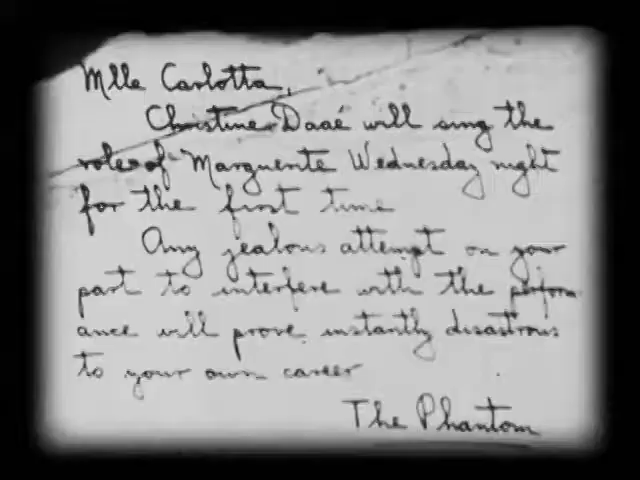 Mlle Carlotta,
Christine Daaé will sing the
role of Marguerite Wednesday night
for the first time
Any jealous attempt on your
part to interfere with the perform
ance will prove instantly disastrous
to your own career
The Phantom